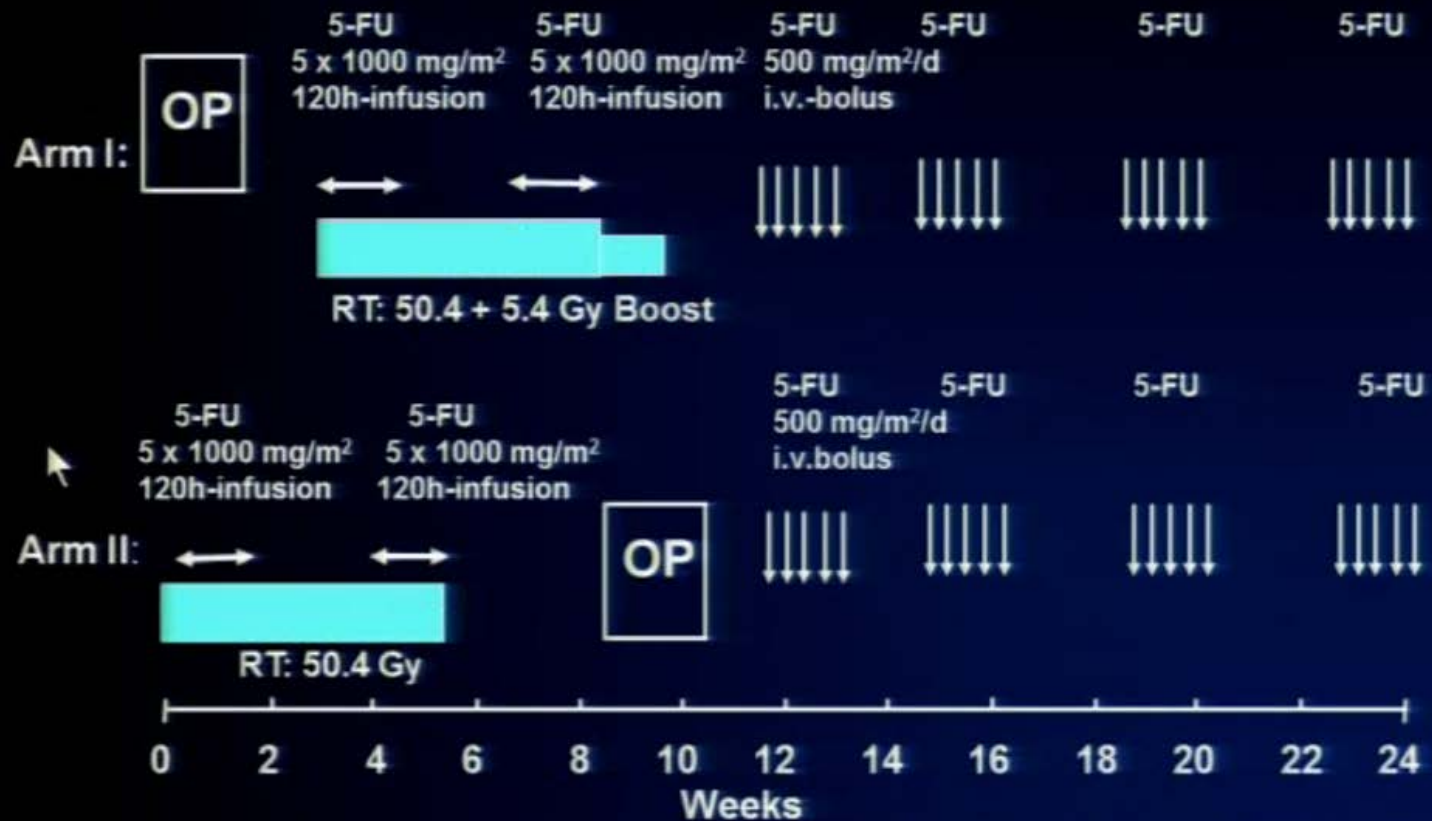 5-FU 5-FU 5-FU 5-FU 5-FU 5-FU
5 x 1000 mg/m² 5 x 1000 mg/m² 500 mg/m²/d
120h-infusion 120h-infusion i.v.-bolus
OP
Arm I:
RT: 50.4 + 5.4 Gy Boost
5-FU 5-FU 5-FU 5-FU
500 mg/m²/d
i.v.bolus
5-FU 5-FU
5 x 1000 mg/m² 5 x 1000 mg/m²
120h-infusion 120h-infusion
Arm II:
OP
RT: 50.4 Gy
0 2 4 6 8 10 12 14 16 18 20 22 24
Weeks